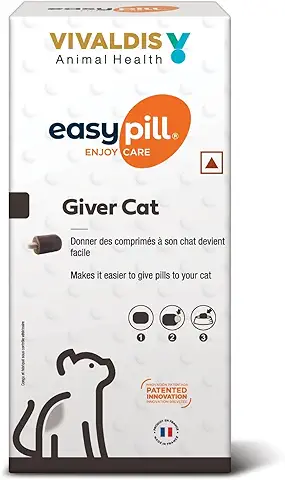 VIVALDIS
Animal Health
easypill®
ENJOY CARE
Giver Cat
Donner des comprimés à son chat devient
facile
Makes it easier to give pills to your cat
1 2 3
PATENTED
INNOVATION